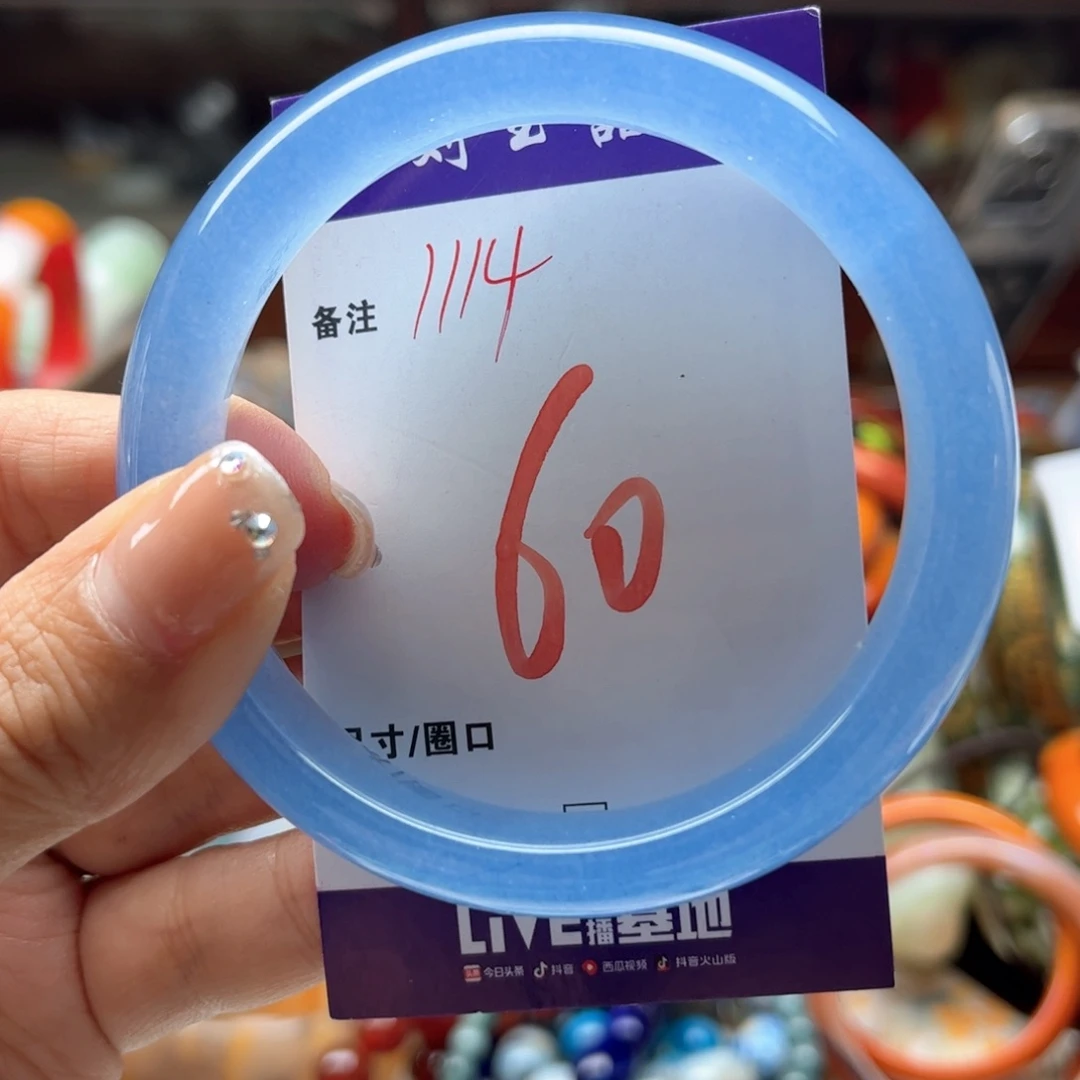 备注 1114
60
寸/圈口
LIVE播基地
今日头条 抖音 西瓜视频 抖音火山版